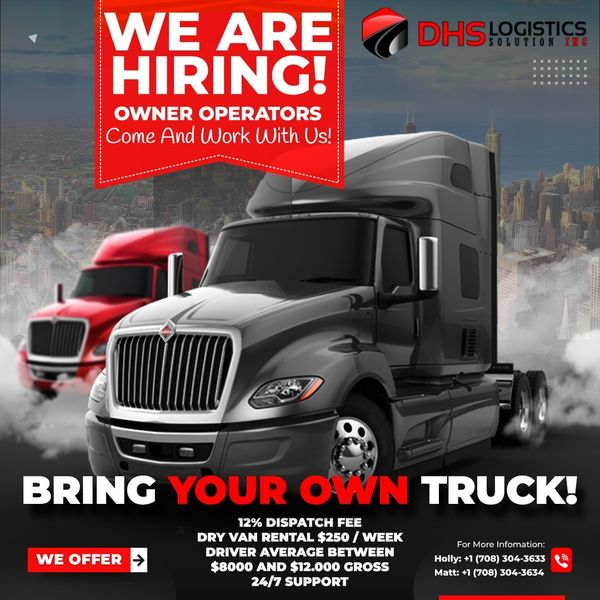 WE ARE
HIRING!
OWNER OPERATORS
Come And Work With Us!
DHS LOGISTICS
SOLUTION INC
BRING YOUR OWN TRUCK!
WE OFFER
12% DISPATCH FEE
DRY VAN RENTAL $250 / WEEK
DRIVER AVERAGE BETWEEN
$8000 AND $12.000 GROSS
24/7 SUPPORT
For More Infomation:
Holly: +1 (708) 304-3633
Matt: +1 (708) 304-3634